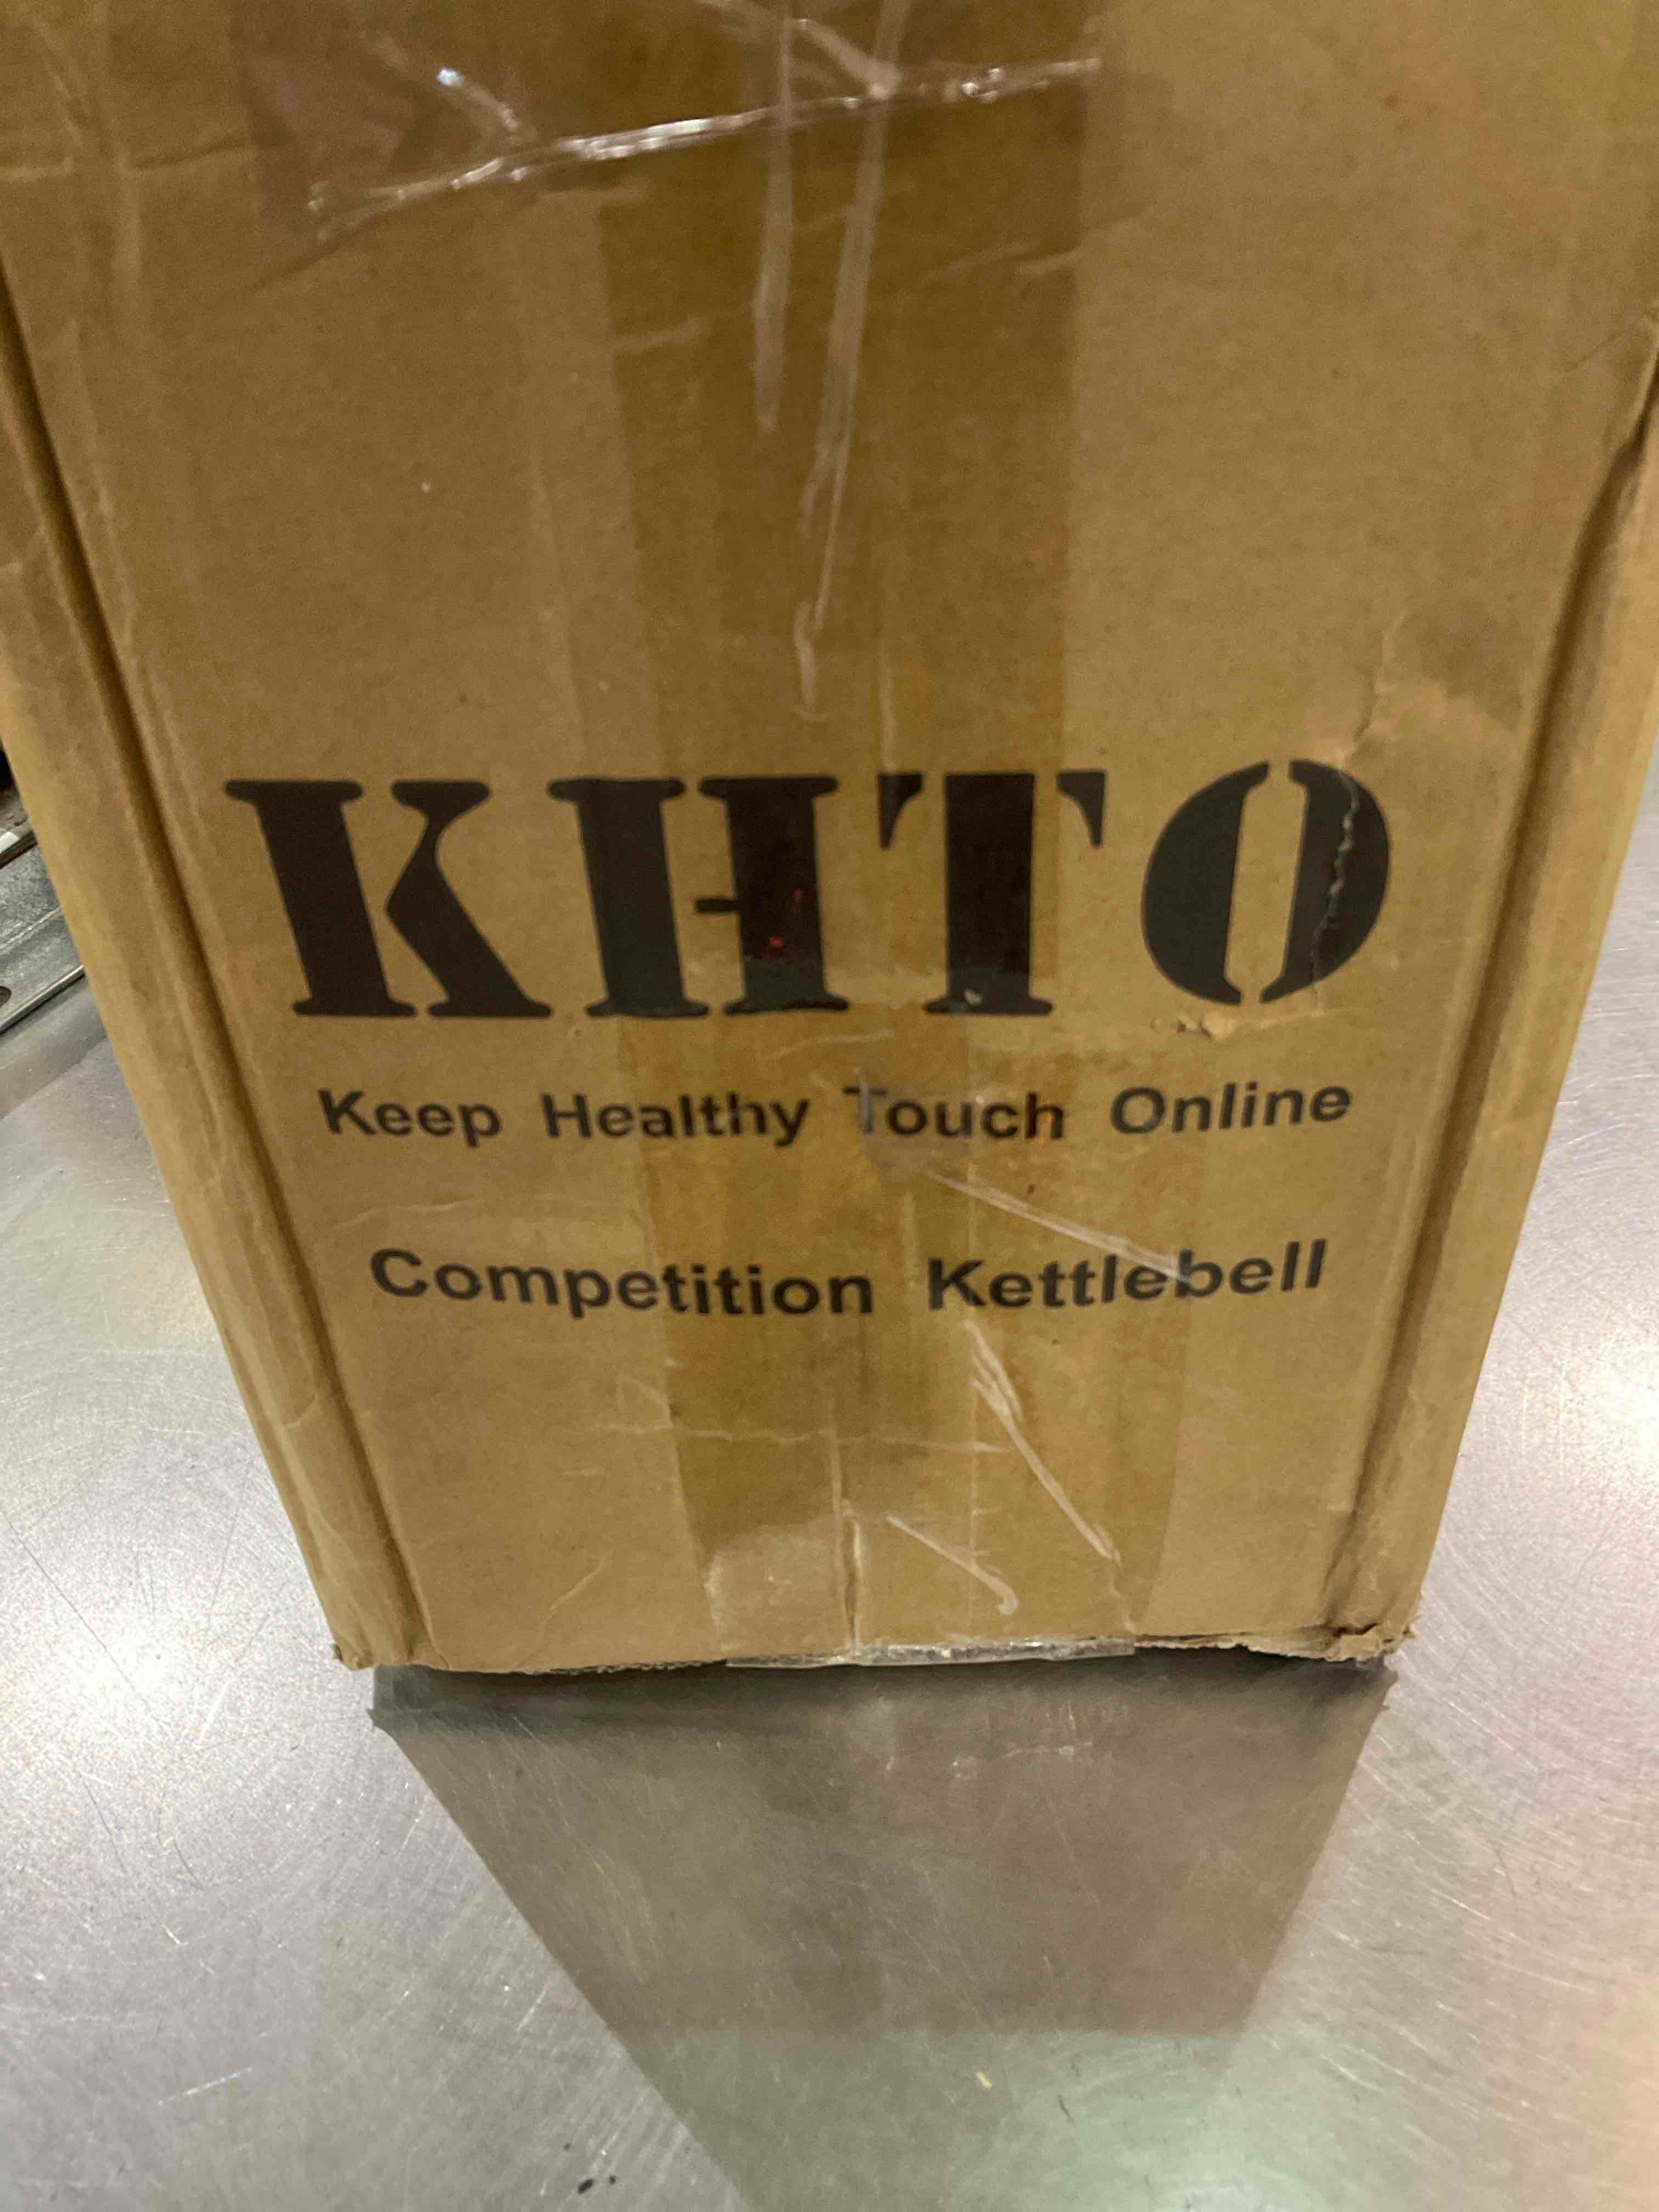 KHTO
Keep Healthy Touch Online
Competition Kettlebell